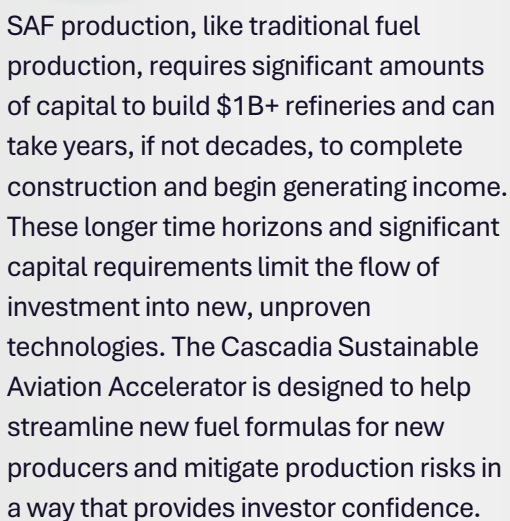 SAF production, like traditional fuel
production, requires significant amounts
of capital to build $1B+ refineries and can
take years, if not decades, to complete
construction and begin generating income.
These longer time horizons and significant
capital requirements limit the flow of
investment into new, unproven
technologies. The Cascadia Sustainable
Aviation Accelerator is designed to help
streamline new fuel formulas for new
producers and mitigate production risks in
a way that provides investor confidence.